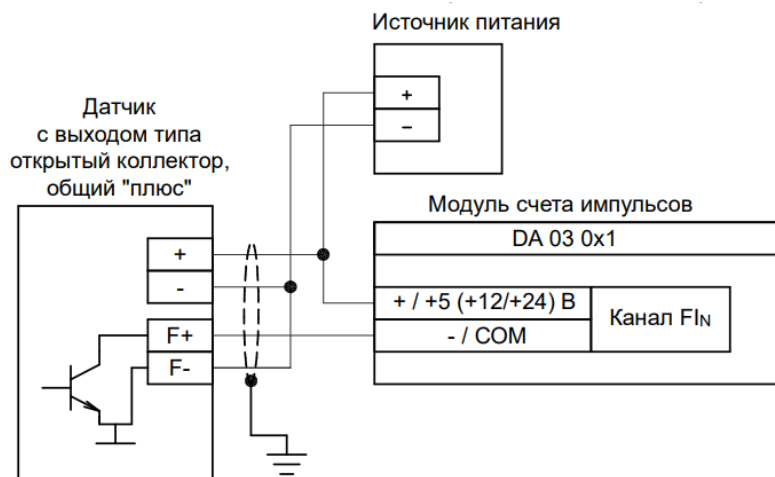 Источник питания
+
-
Датчик
с выходом типа
открытый коллектор,
общий "плюс"
Модуль счета импульсов
DA 03 0x1
+
-
+ / +5 (+12/+24) В
Канал FIN
F+
- / COM
F-